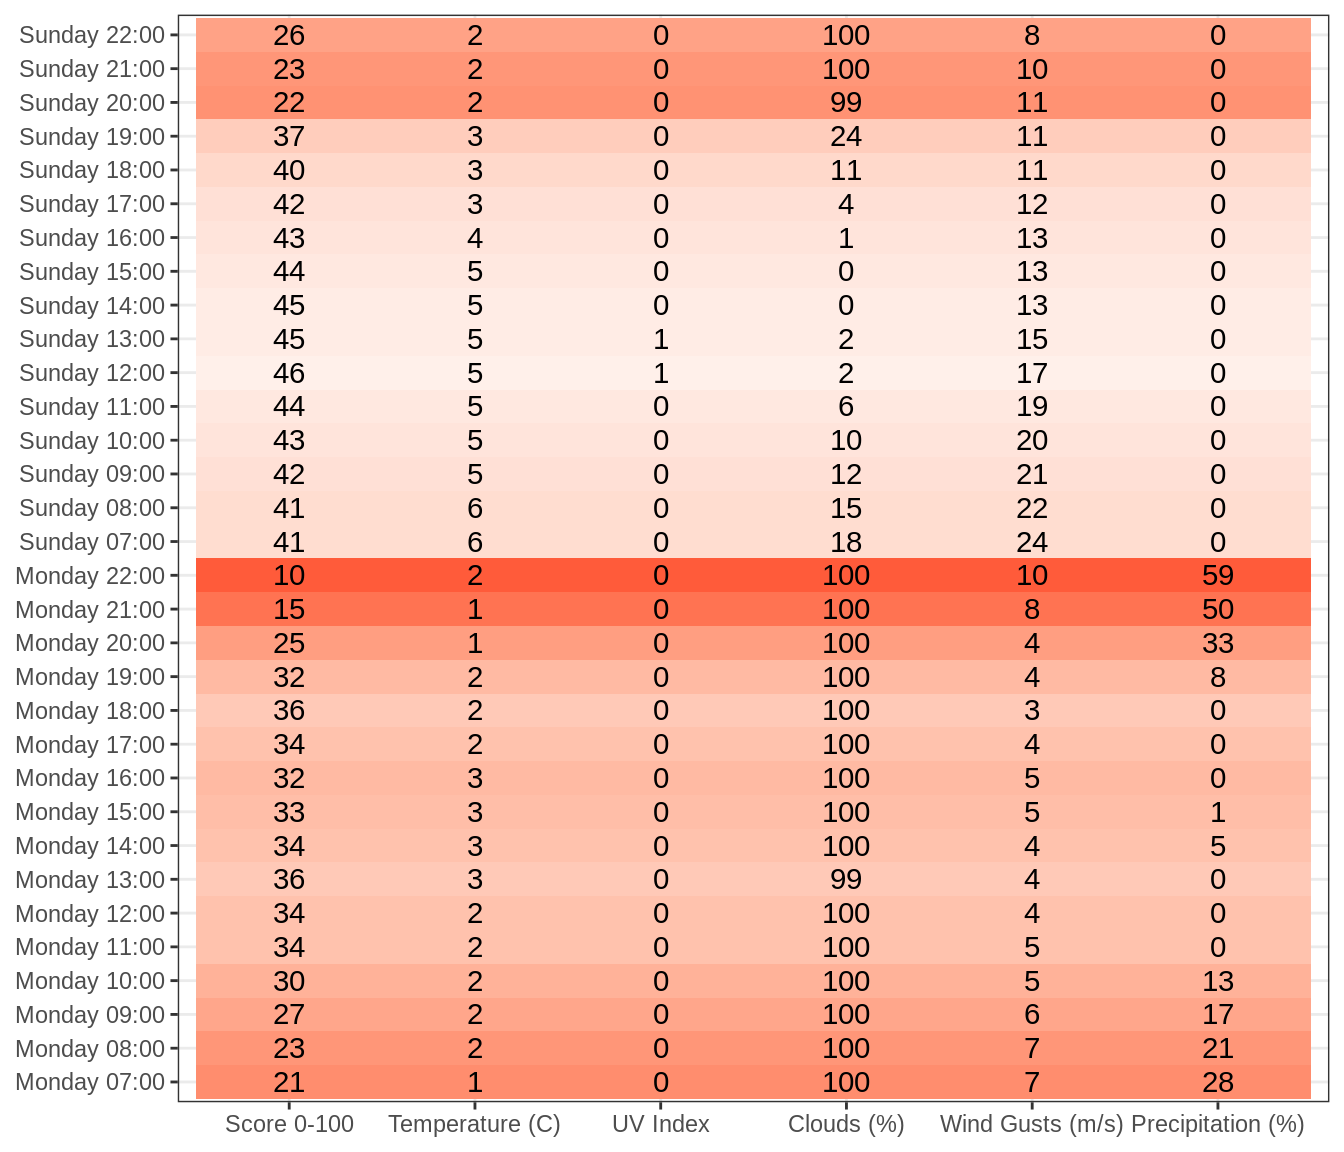 Sunday 22:00 26 2 0 100 8 0
Sunday 21:00 23 2 0 100 10 0
Sunday 20:00 22 2 0 99 11 0
Sunday 19:00 37 3 0 24 11 0
Sunday 18:00 40 3 0 11 11 0
Sunday 17:00 42 3 0 4 12 0
Sunday 16:00 43 4 0 1 13 0
Sunday 15:00 44 5 0 0 13 0
Sunday 14:00 45 5 0 0 13 0
Sunday 13:00 45 5 1 2 15 0
Sunday 12:00 46 5 1 2 17 0
Sunday 11:00 44 5 0 6 19 0
Sunday 10:00 43 5 0 10 20 0
Sunday 09:00 42 5 0 12 21 0
Sunday 08:00 41 6 0 15 22 0
Sunday 07:00 41 6 0 18 24 0
Monday 22:00 10 2 0 100 10 59
Monday 21:00 15 1 0 100 8 50
Monday 20:00 25 1 0 100 4 33
Monday 19:00 32 2 0 100 4 8
Monday 18:00 36 2 0 100 3 0
Monday 17:00 34 2 0 100 4 0
Monday 16:00 32 3 0 100 5 0
Monday 15:00 33 3 0 100 5 1
Monday 14:00 34 3 0 100 4 5
Monday 13:00 36 3 0 99 4 0
Monday 12:00 34 2 0 100 4 0
Monday 11:00 34 2 0 100 5 0
Monday 10:00 30 2 0 100 5 13
Monday 09:00 27 2 0 100 6 17
Monday 08:00 23 2 0 100 7 21
Monday 07:00 21 1 0 100 7 28
Score 0-100 Temperature (C) UV Index Clouds (%) Wind Gusts (m/s) Precipitation (%)